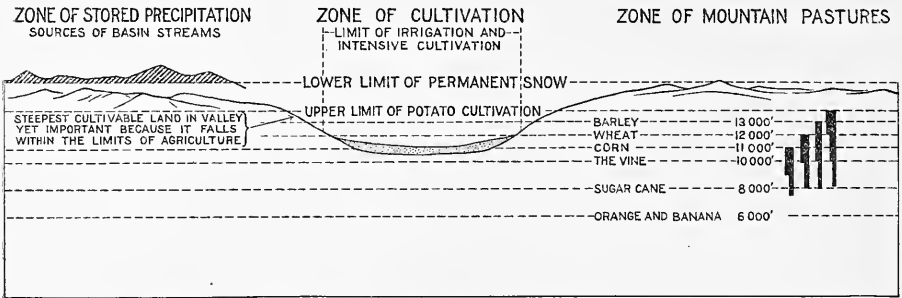 ZONE OF STORED PRECIPITATION
SOURCES OF BASIN STREAMS
ZONE OF CULTIVATION
LIMIT OF IRRIGATION AND
INTENSIVE CULTIVATION
ZONE OF MOUNTAIN PASTURES
LOWER LIMIT OF PERMANENT SNOW
UPPER LIMIT OF POTATO CULTIVATION
STEEPEST CULTIVABLE LAND IN VALLEY
YET IMPORTANT BECAUSE IT FALLS
WITHIN THE LIMITS OF AGRICULTURE
BARLEY 13 000'
WHEAT 12 000'
CORN 11 000'
THE VINE 10 000'
SUGAR CANE 8 000'
ORANGE AND BANANA 6 000'